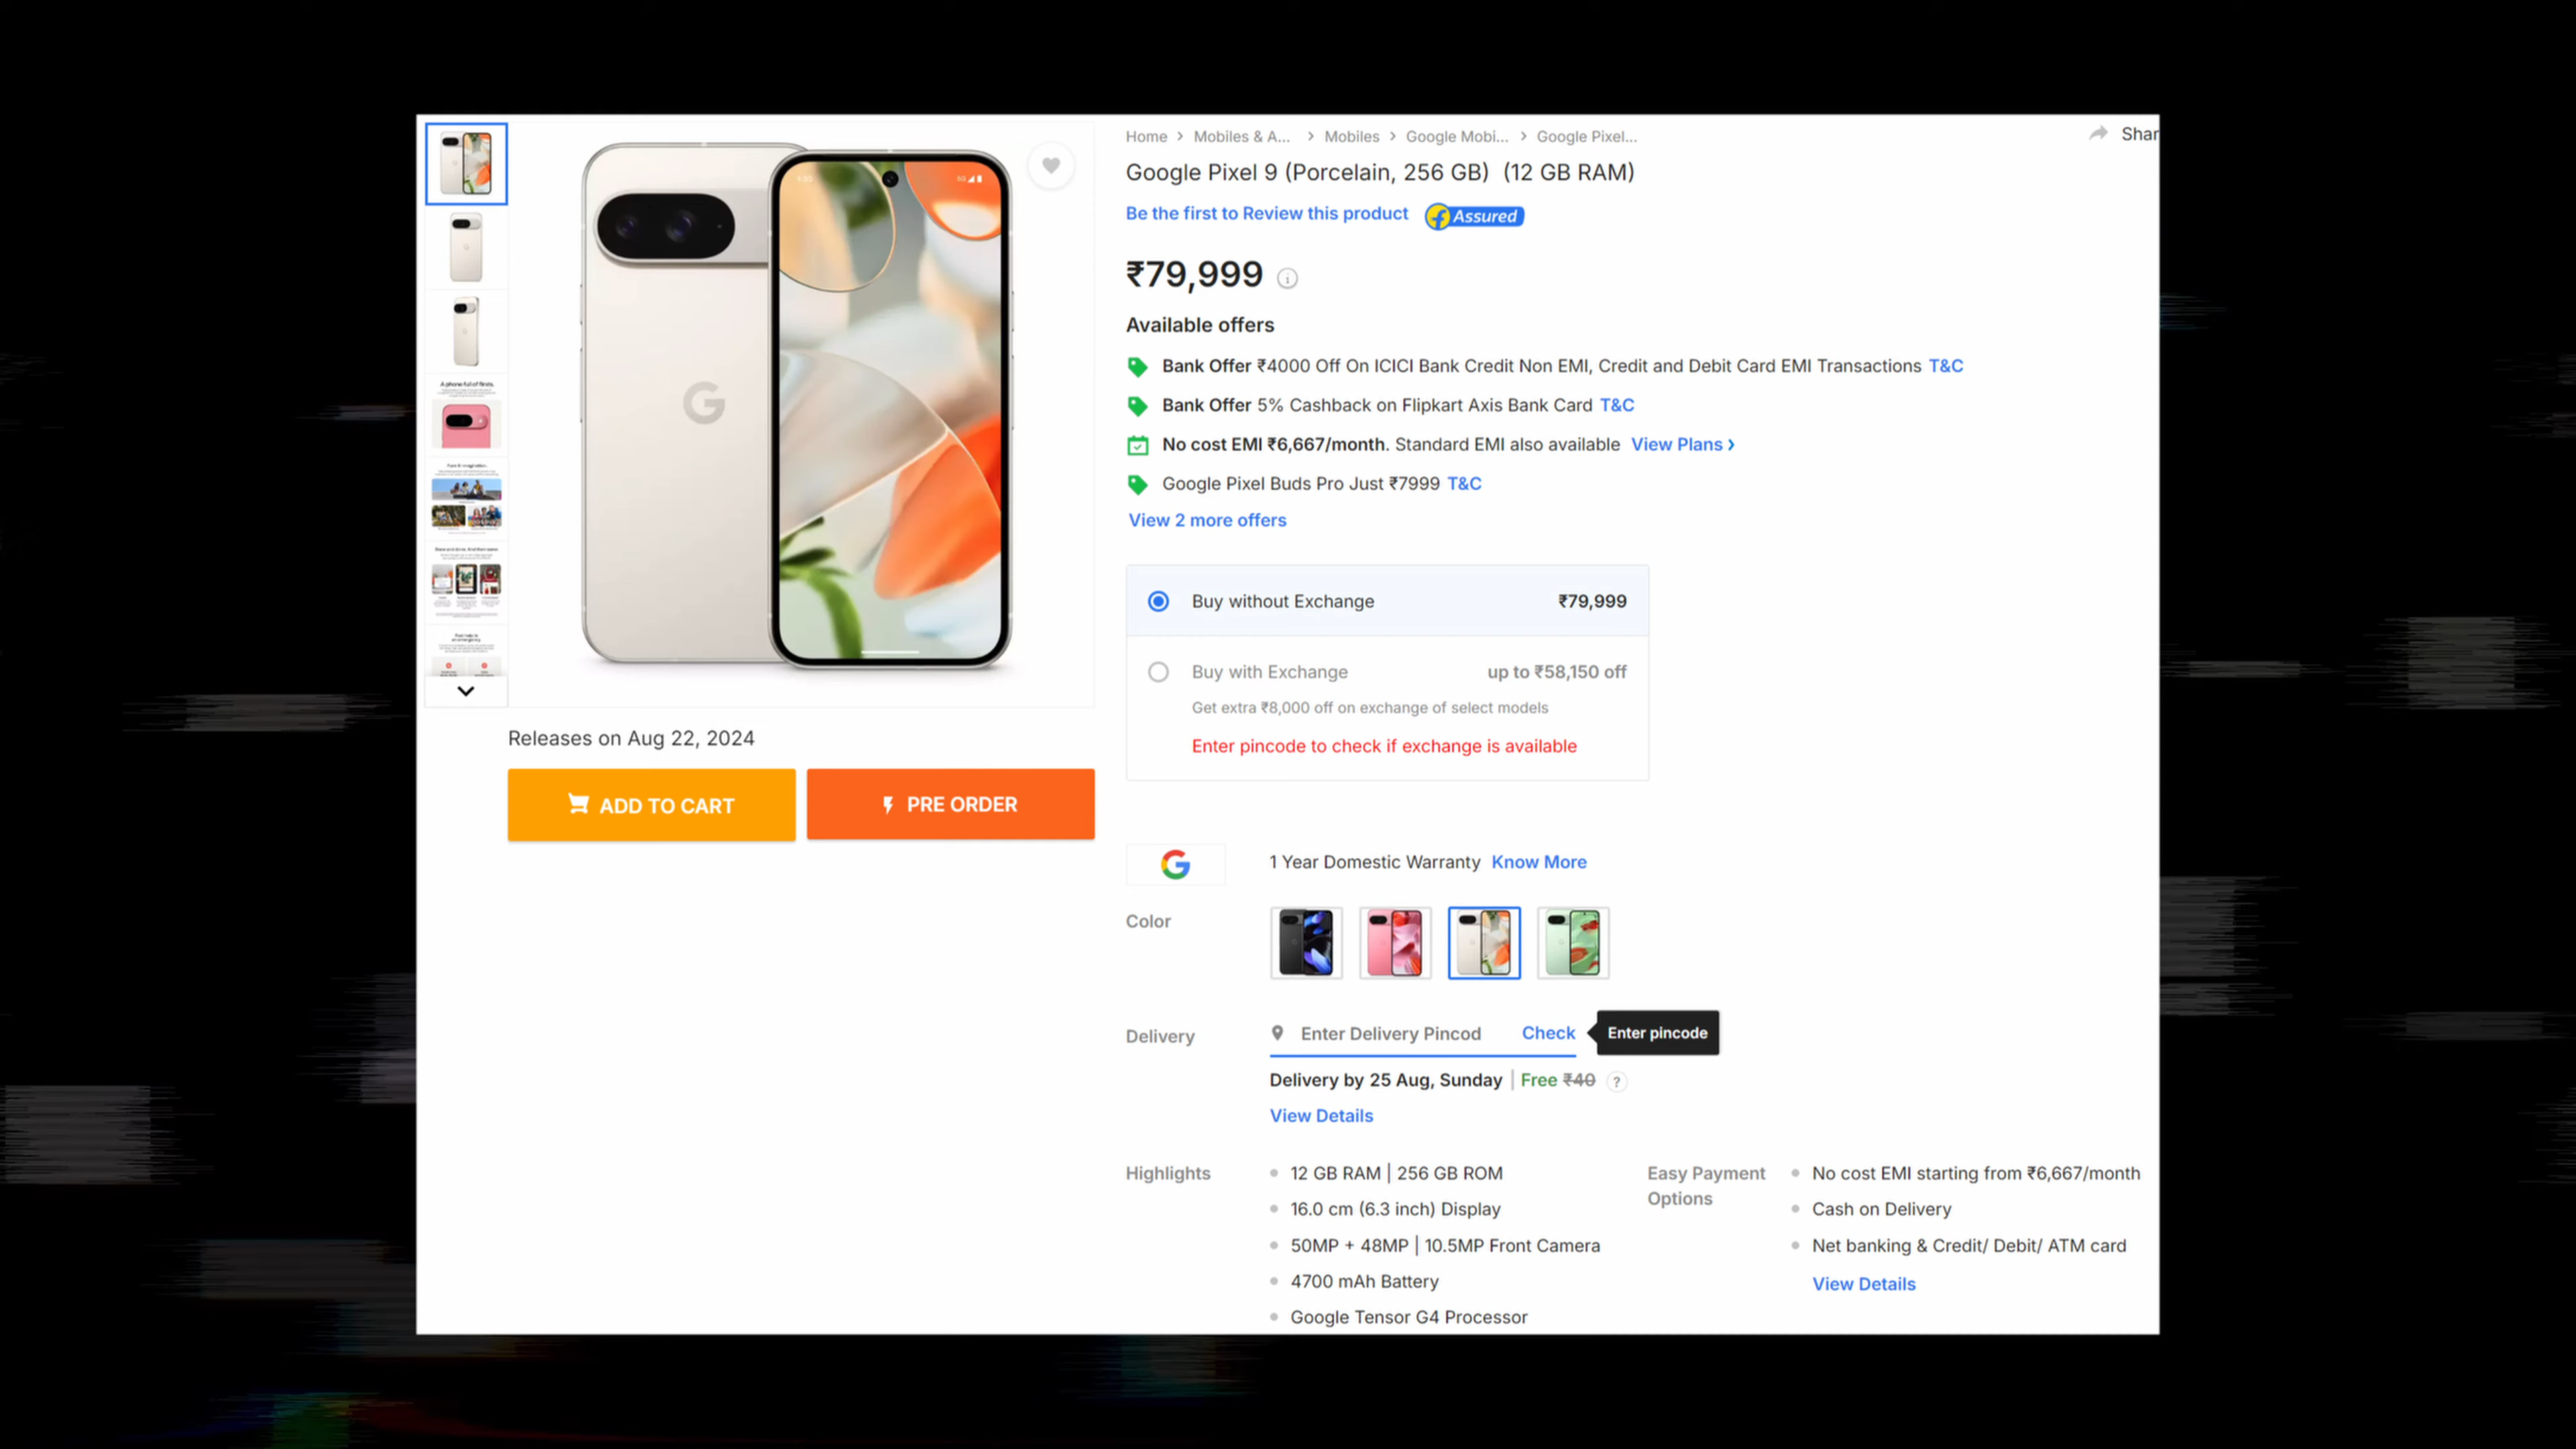 Home > Mobiles & A... > Mobiles > Google Mobi... > Google Pixel...
Shar
Google Pixel 9 (Porcelain, 256 GB) (12 GB RAM)
Be the first to Review this product
Assured
₹79,999
Available offers
Bank Offer ₹4000 Off On ICICI Bank Credit Non EMI, Credit and Debit Card EMI Transactions T&C
Bank Offer 5% Cashback on Flipkart Axis Bank Card T&C
No cost EMI ₹6,667/month. Standard EMI also available View Plans >
Google Pixel Buds Pro Just ₹7999 T&C
View 2 more offers
Buy without Exchange ₹79,999
Buy with Exchange up to ₹58,150 off
Get extra ₹8,000 off on exchange of select models
Enter pincode to check if exchange is available
A phone full of firsts.
Releases on Aug 22, 2024
ADD TO CART
PRE ORDER
1 Year Domestic Warranty Know More
Color
Delivery
Enter Delivery Pincod Check
Enter pincode
Delivery by 25 Aug, Sunday | Free ₹40 ?
View Details
Highlights
12 GB RAM | 256 GB ROM
16.0 cm (6.3 inch) Display
50MP + 48MP | 10.5MP Front Camera
4700 mAh Battery
Google Tensor G4 Processor
Easy Payment
Options
No cost EMI starting from ₹6,667/month
Cash on Delivery
Net banking & Credit/ Debit/ ATM card
View Details